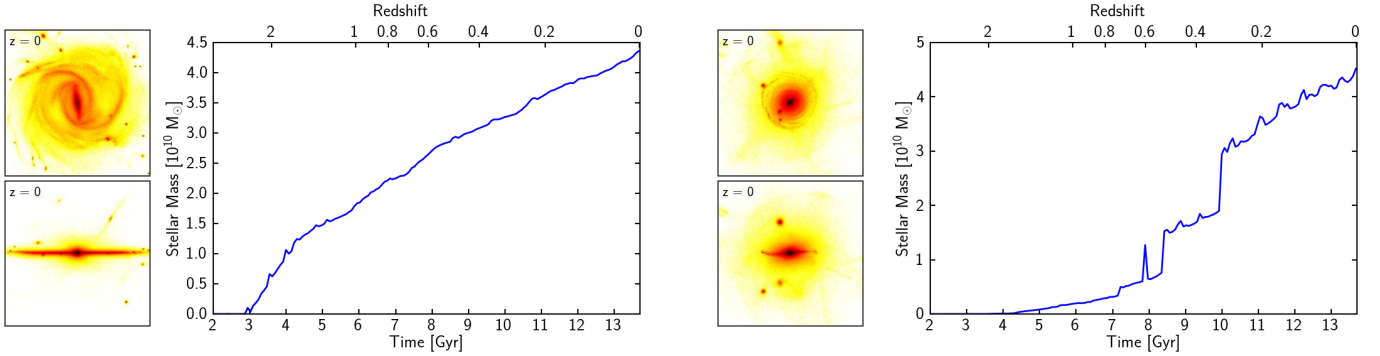 Redshift
2 1 0.8 0.6 0.4 0.2 0
z = 0
z = 0
Stellar Mass [10^10 M_⊙]
4.5
4.0
3.5
3.0
2.5
2.0
1.5
1.0
0.5
0.0
2 3 4 5 6 7 8 9 10 11 12 13
Time [Gyr]
Redshift
2 1 0.8 0.6 0.4 0.2 0
z = 0
z = 0
Stellar Mass [10^10 M_⊙]
5
4
3
2
1
0
2 3 4 5 6 7 8 9 10 11 12 13
Time [Gyr]